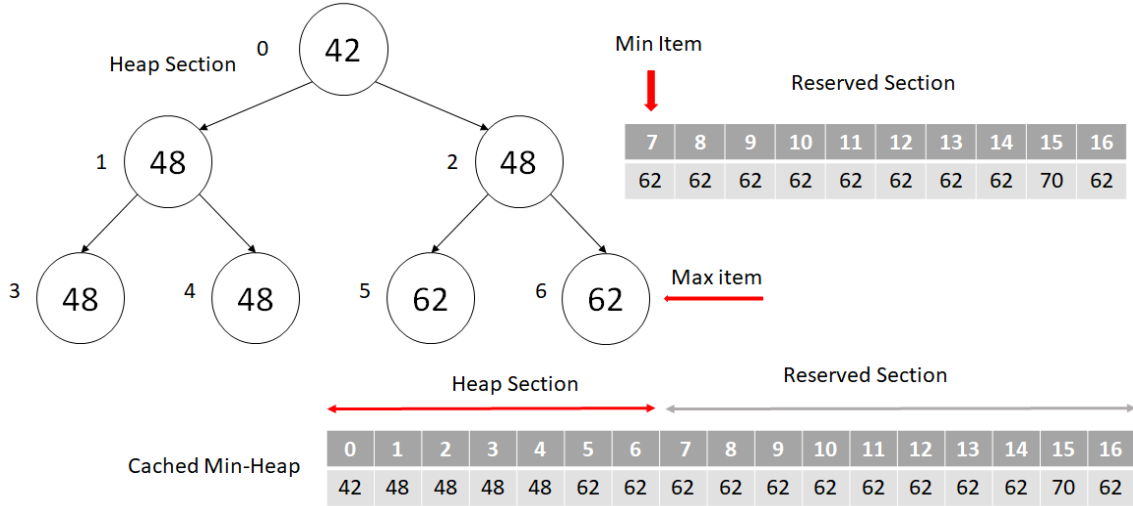 0
42
Heap Section
Min Item
Reserved Section
7 8 9 10 11 12 13 14 15 16
62 62 62 62 62 62 62 62 70 62
1
48
2
48
3
48
4
48
5
62
6
62
Max item
Heap Section
Reserved Section
Cached Min-Heap
0 1 2 3 4 5 6 7 8 9 10 11 12 13 14 15 16
42 48 48 48 48 62 62 62 62 62 62 62 62 62 62 70 62